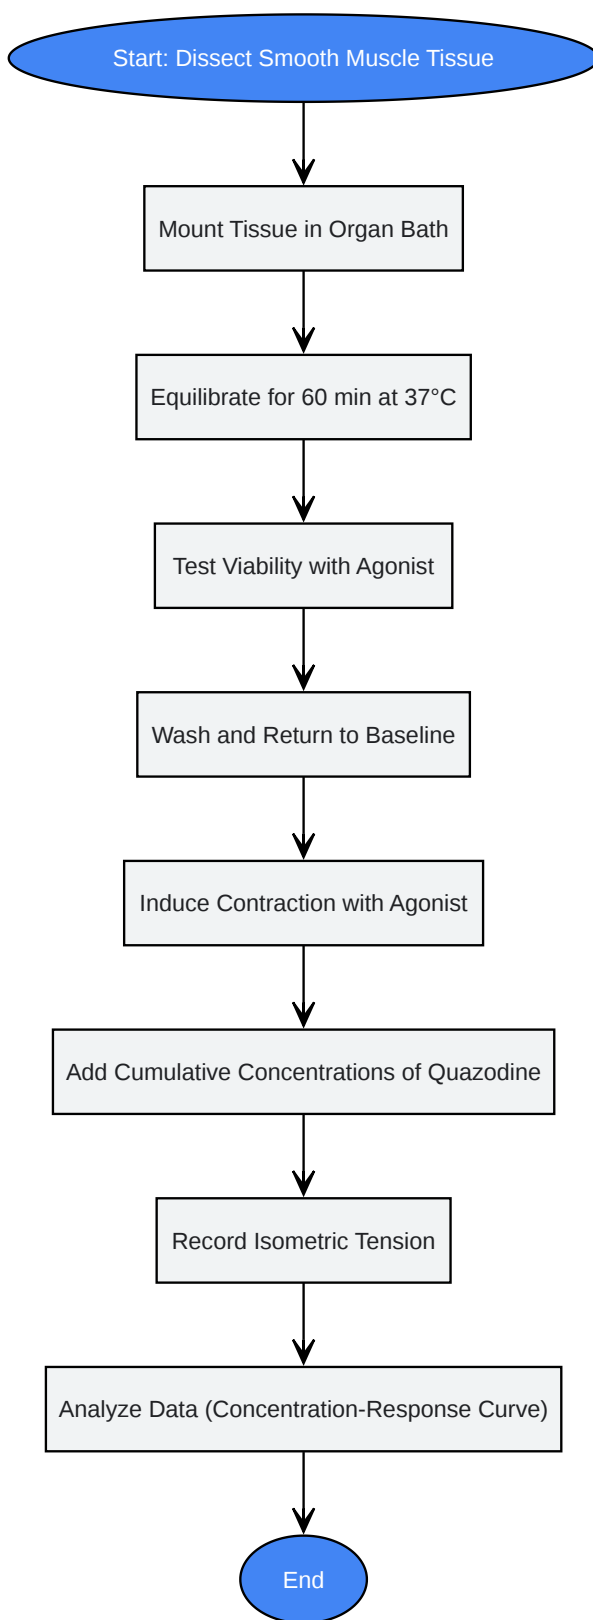 Start: Dissect Smooth Muscle Tissue
Mount Tissue in Organ Bath
Equilibrate for 60 min at 37°C
Test Viability with Agonist
Wash and Return to Baseline
Induce Contraction with Agonist
Add Cumulative Concentrations of Quazodine
Record Isometric Tension
Analyze Data (Concentration-Response Curve)
End